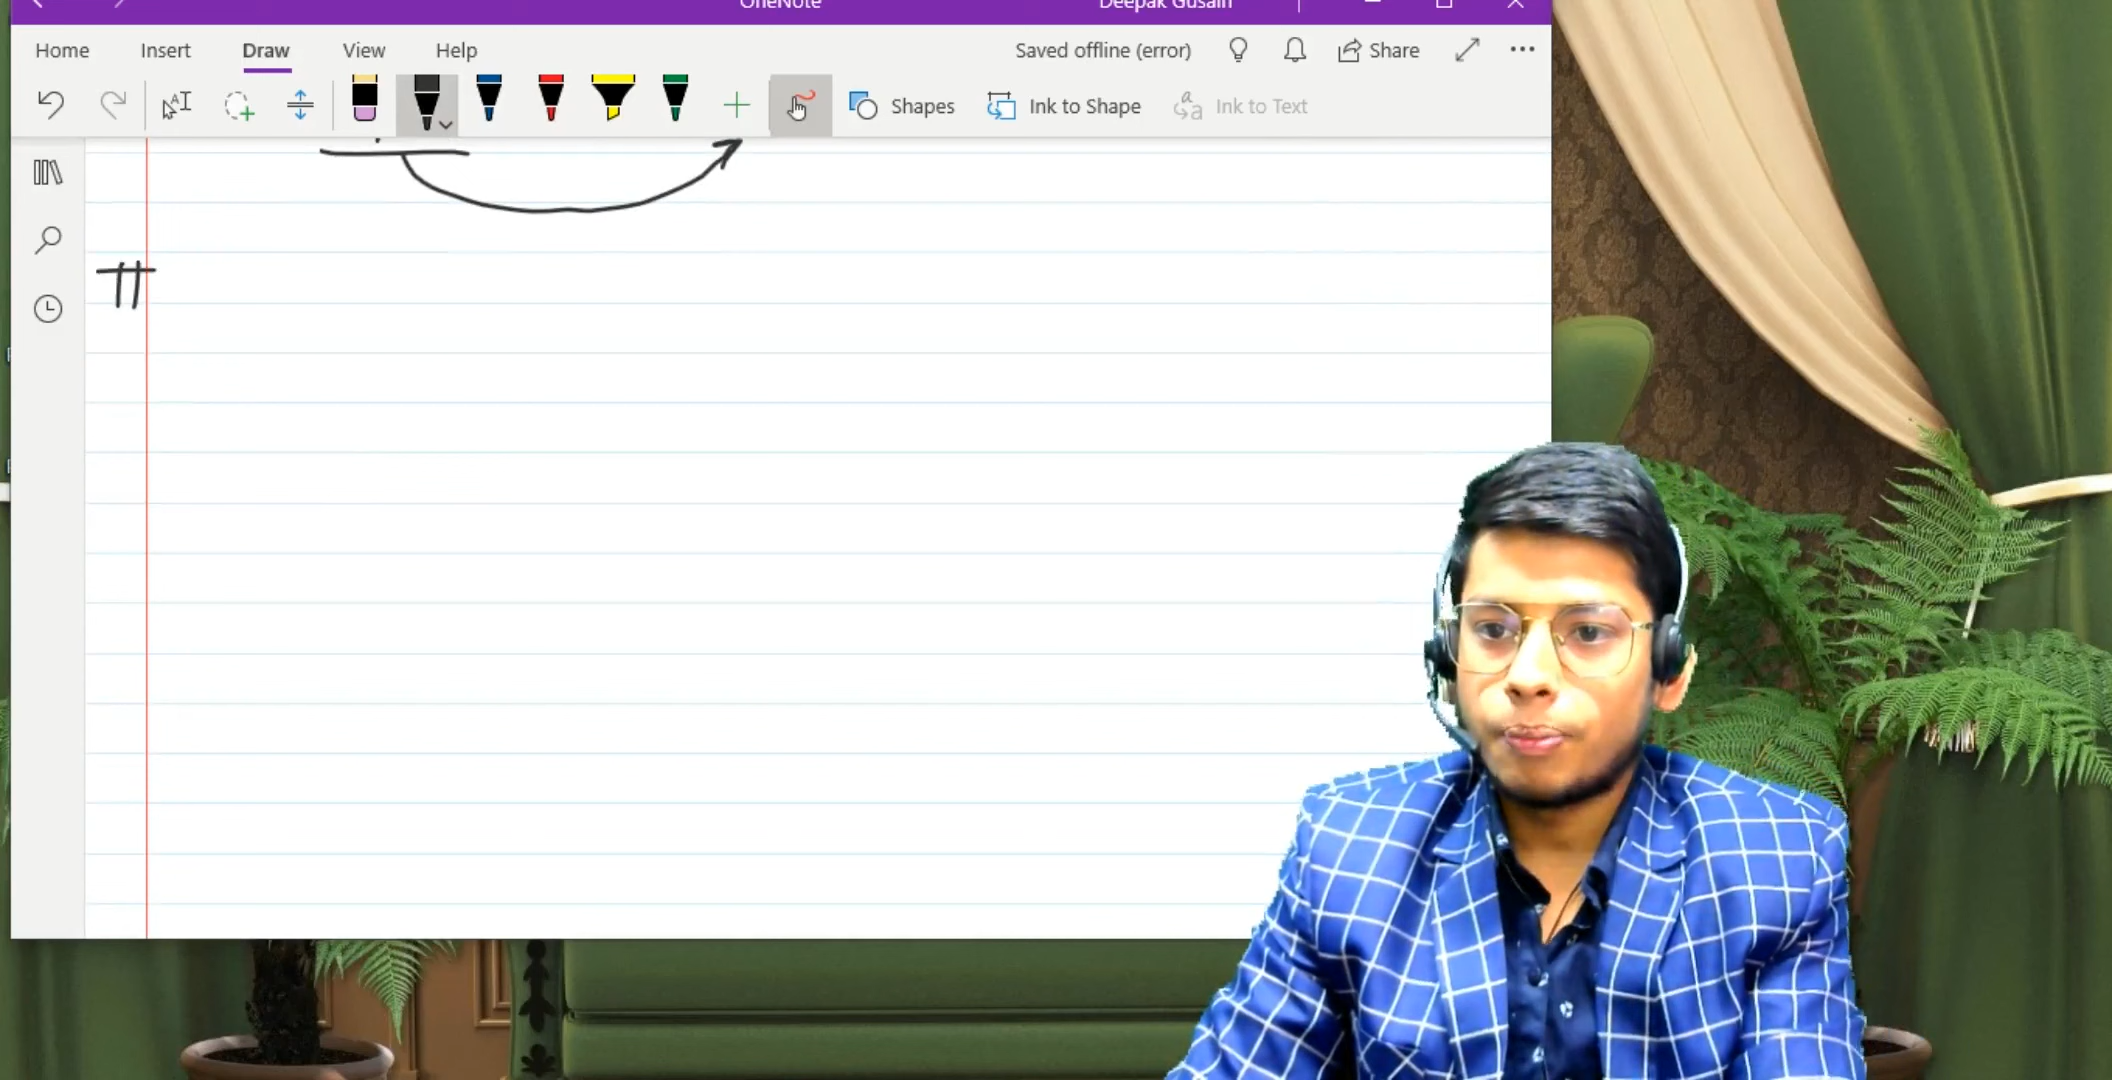 OneNote
Deepak Gusain
Home Insert Draw View Help
Saved offline (error) Share
Shapes Ink to Shape Ink to Text